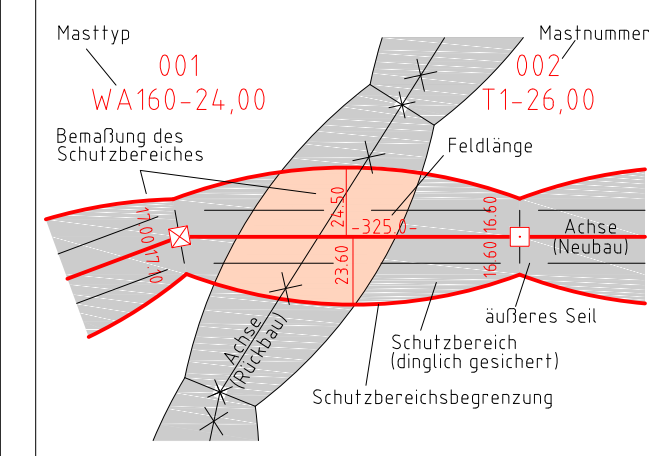 Masttyp
Mastnummer
001
002
WA160-24,00
T1-26,00
Bemaßung des
Schutzbereiches
Feldlänge
17.00
17.10
24.50
-325.0-
23.60
16.60
16.60
Achse
(Neubau)
äußeres Seil
Achse
(Rückbau)
Schutzbereich
(dinglich gesichert)
Schutzbereichsbegrenzung